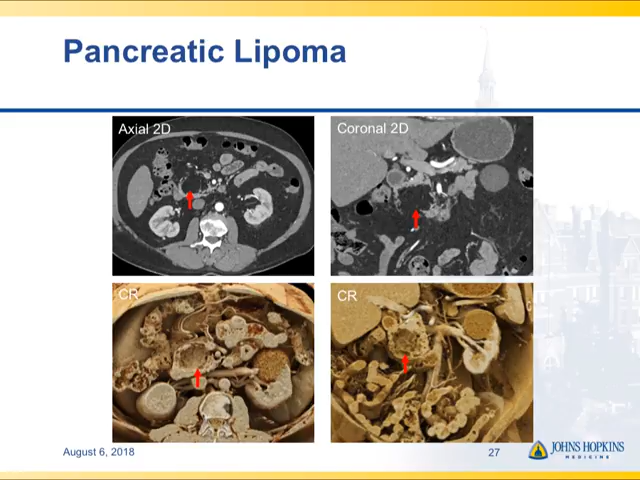 Pancreatic Lipoma
Axial 2D
Coronal 2D
CR
CR
August 6, 2018
27
JOHNS HOPKINS
MEDICINE